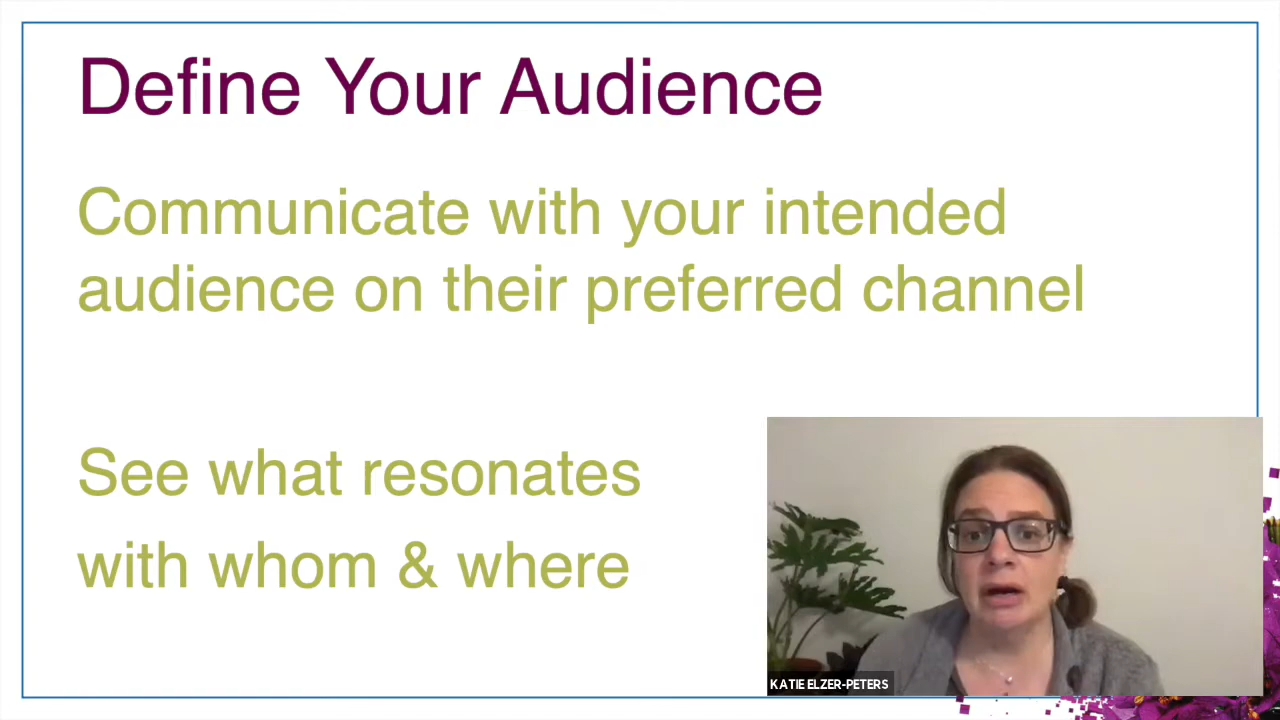 Define Your Audience
Communicate with your intended
audience on their preferred channel
See what resonates
with whom & where
KATIE ELZER-PETERS